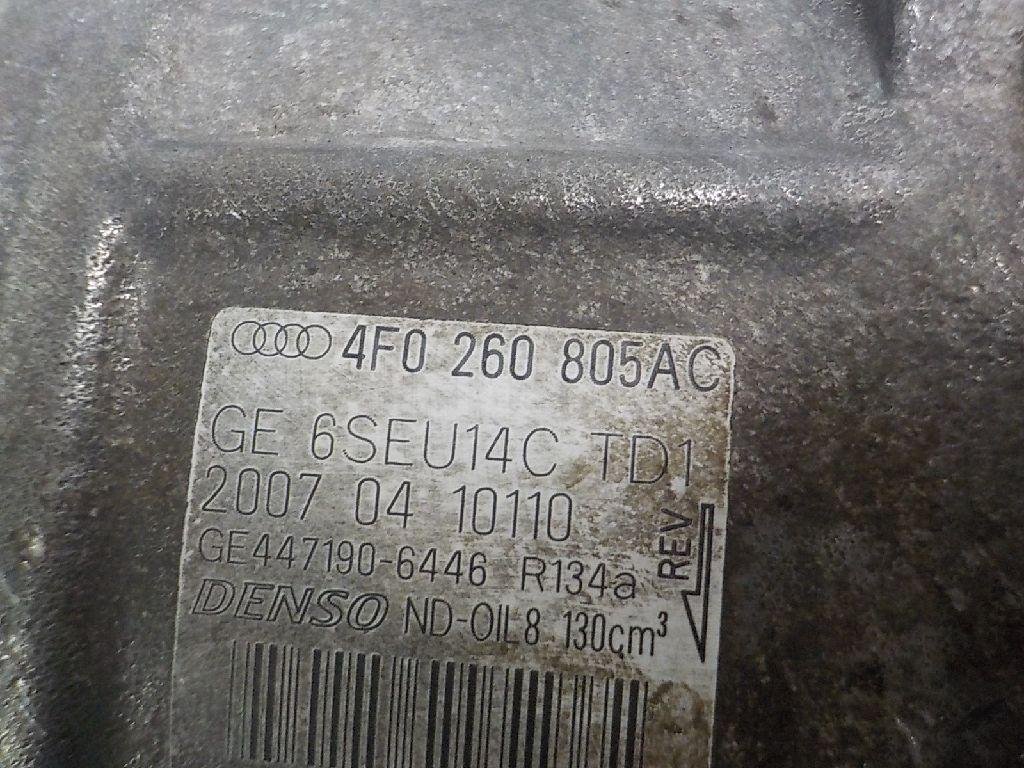 4F0 260 805AC
GE 6SEU14C TD1
2007 04 10110
GE447190-6446 R134a
REV
DENSO ND-OIL8 130cm³